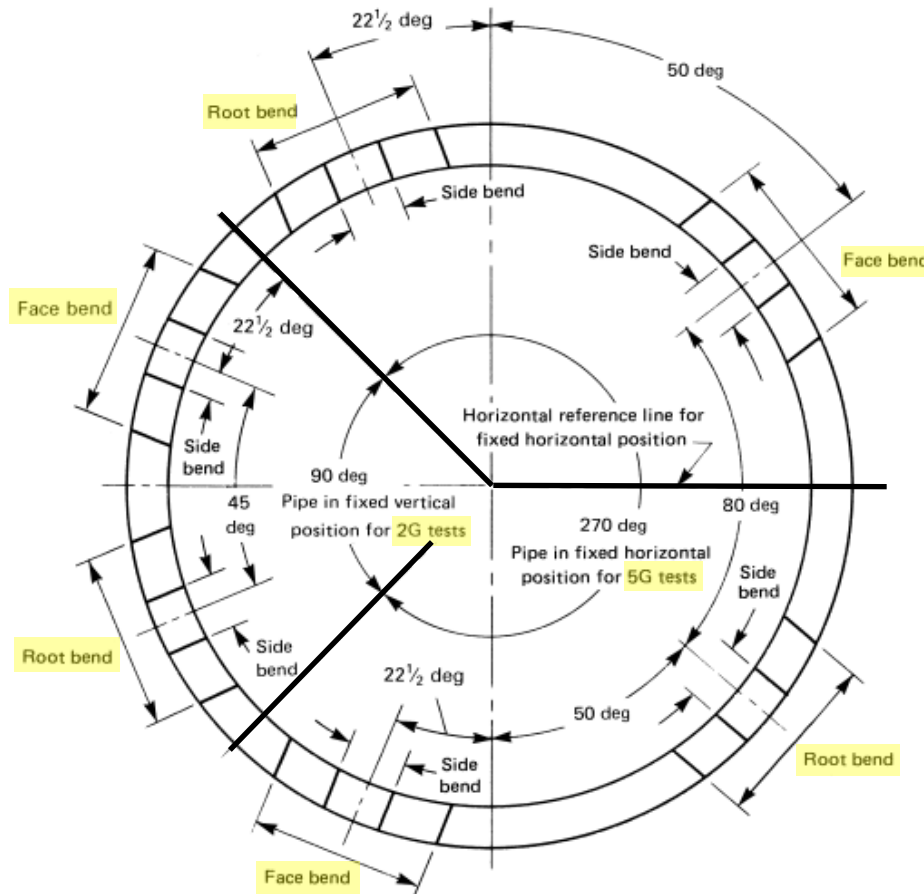 22½ deg
50 deg
Root bend
Side bend
Side bend
Face bend
Face bend
22½ deg
Horizontal reference line for
fixed horizontal position
Side
bend
90 deg
45
deg
80 deg
Pipe in fixed vertical
position for 2G tests
270 deg
Pipe in fixed horizontal
position for 5G tests
Side
bend
Root bend
Side
bend
22½ deg
50 deg
Side
bend
Root bend
Face bend